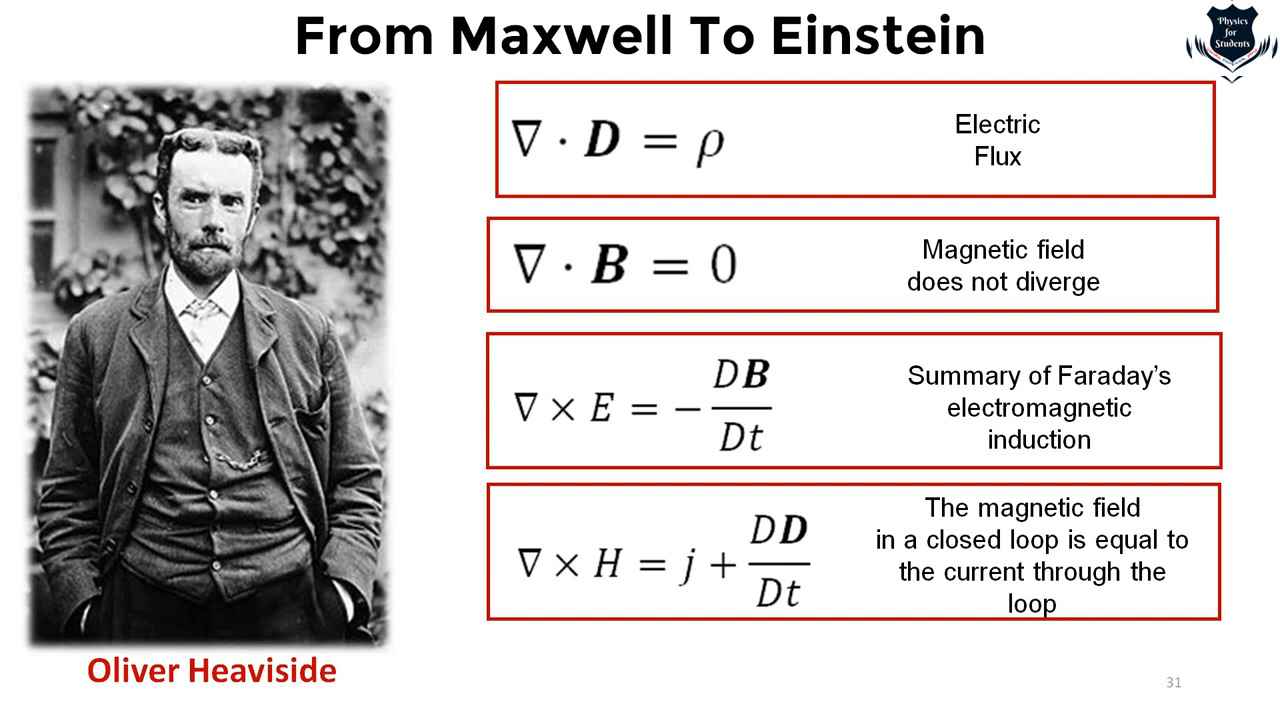 From Maxwell To Einstein
Physics
for
Students
∇ · D = ρ
Electric
Flux
∇ · B = 0
Magnetic field
does not diverge
∇ × E = − DB/Dt
Summary of Faraday's
electromagnetic
induction
∇ × H = j + DD/Dt
The magnetic field
in a closed loop is equal to
the current through the
loop
Oliver Heaviside
31